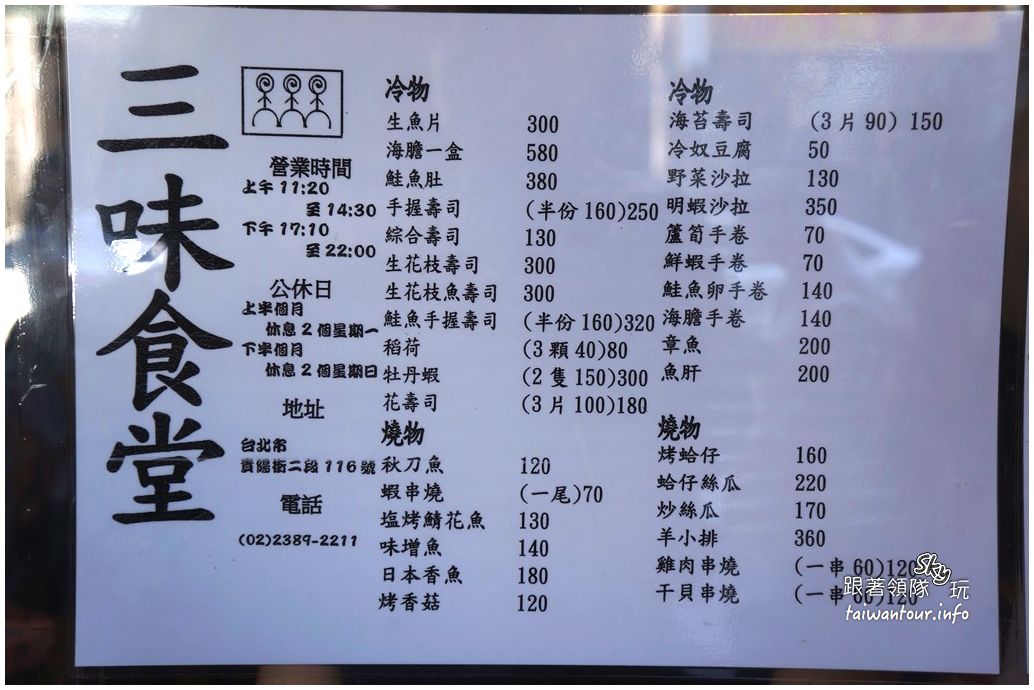 三味食堂
營業時間
上午 11:20
至 14:30
下午 17:10
至 22:00
公休日
上半個月
休息 2 個星期一
下半個月
休息 2 個星期日
地址
台北市
貴陽街二段 116 號
電話
(02)2389-2211
冷物
生魚片 300
海膽一盒 580
鮭魚肚 380
手握壽司 (半份 160)250
綜合壽司 130
生花枝壽司 300
生花枝魚壽司 300
鮭魚手握壽司 (半份 160)320
稻荷 (3 顆 40)80
牡丹蝦 (2 隻 150)300
花壽司 (3 片 100)180
燒物
秋刀魚 120
蝦串燒 (一尾)70
塩烤鯖花魚 130
味增魚 140
日本香魚 180
烤香菇 120
冷物
海苔壽司 (3 片 90) 150
冷奴豆腐 50
野菜沙拉 130
明蝦沙拉 350
蘆筍手卷 70
鮮蝦手卷 70
鮭魚卵手卷 140
海膽手卷 140
章魚 200
魚肝 200
燒物
烤蛤仔 160
蛤仔絲瓜 220
炒絲瓜 170
羊小排 360
雞肉串燒 (一串 60)120
干貝串燒 (一串 60)120
跟著領隊Sky玩
taiwantour.info